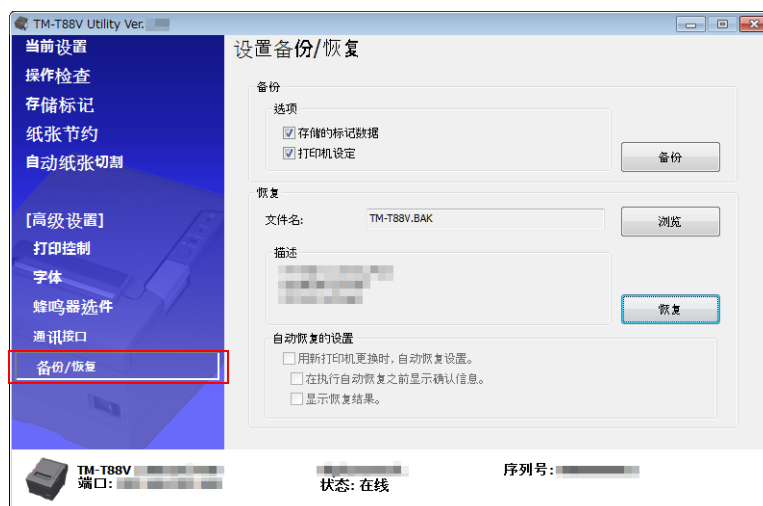 TM-T88V Utility Ver.
当前设置
操作检查
存储标记
纸张节约
自动纸张切割
[高级设置]
打印控制
字体
蜂鸣器选件
通讯接口
备份/恢复
设置备份/恢复
备份
选项
存储的标记数据
打印机设定
备份
恢复
文件名:
TM-T88V.BAK
浏览
描述
恢复
自动恢复的设置
用新打印机更换时,自动恢复设置。
在执行自动恢复之前显示确认信息。
显示恢复结果。
TM-T88V
端口:
状态: 在线
序列号: